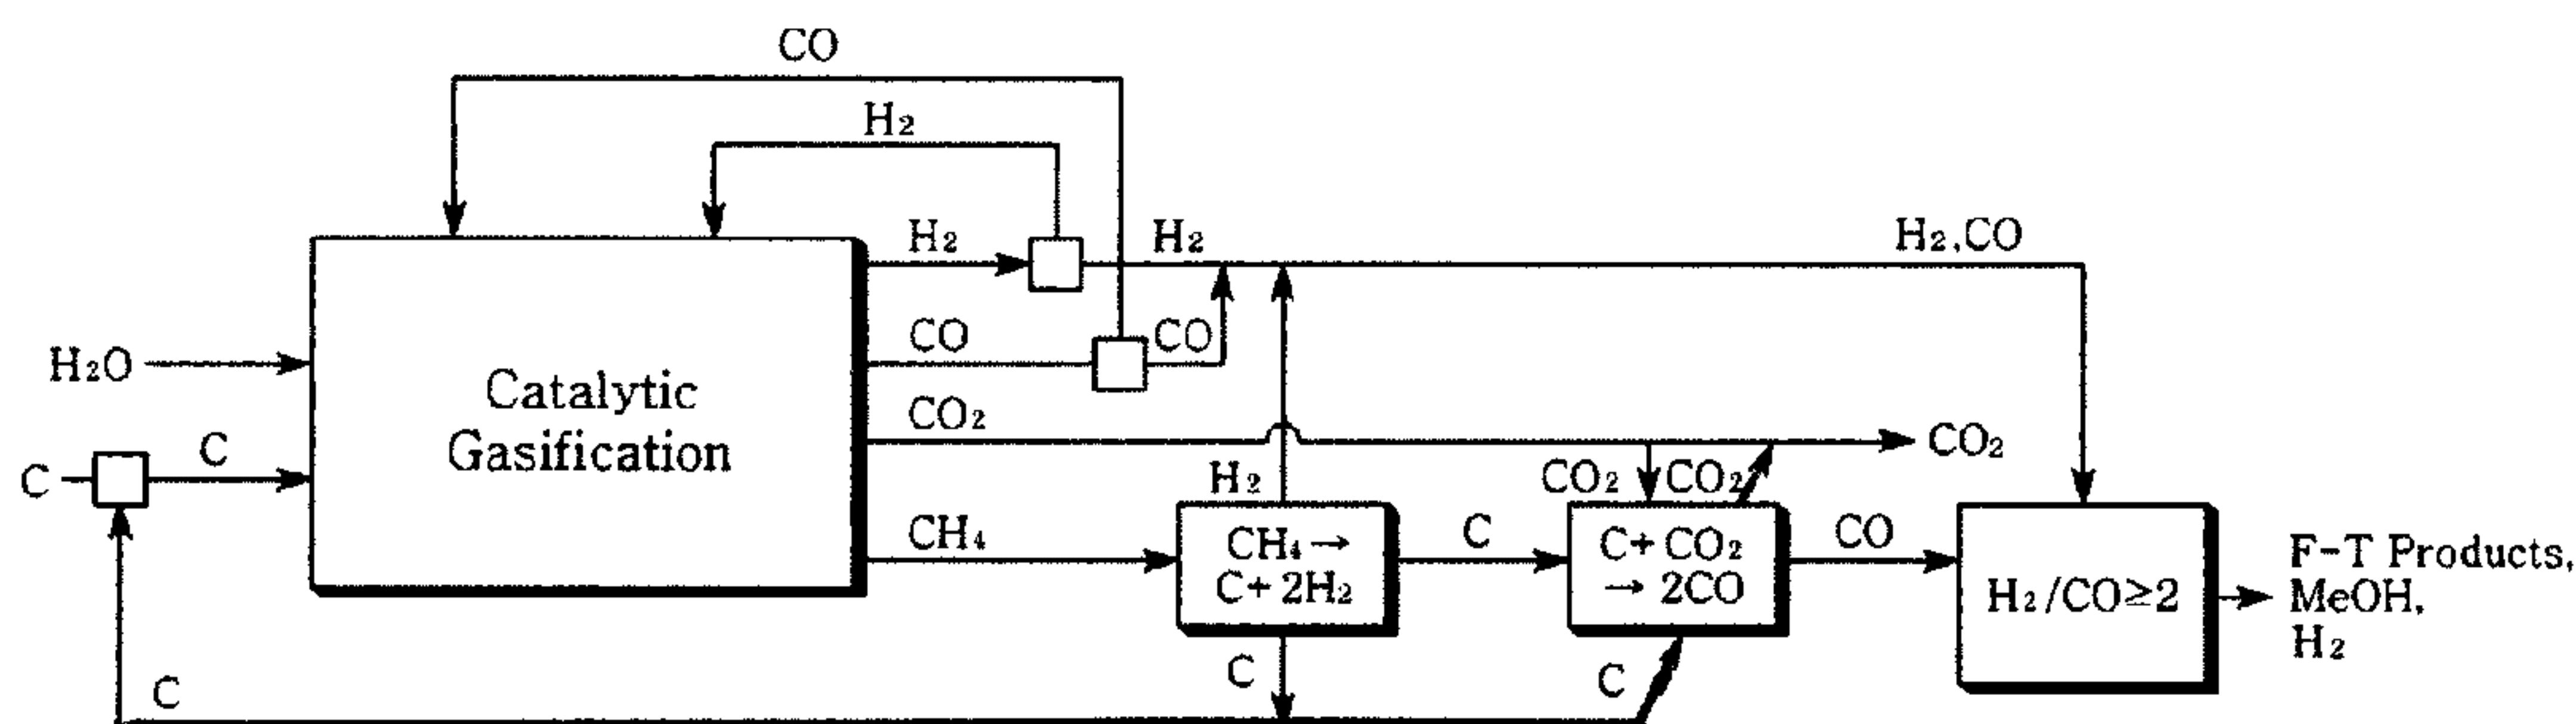 CO
H₂
H₂
H₂
H₂,CO
CO
CO
H₂O
Catalytic
Gasification
CO₂
CO₂
C
C
H₂
CO₂
CO₂
CH₄
CH₄→
C+2H₂
C
C+CO₂
→ 2CO
CO
H₂/CO≥2
F-T Products,
MeOH,
H₂
C
C
C